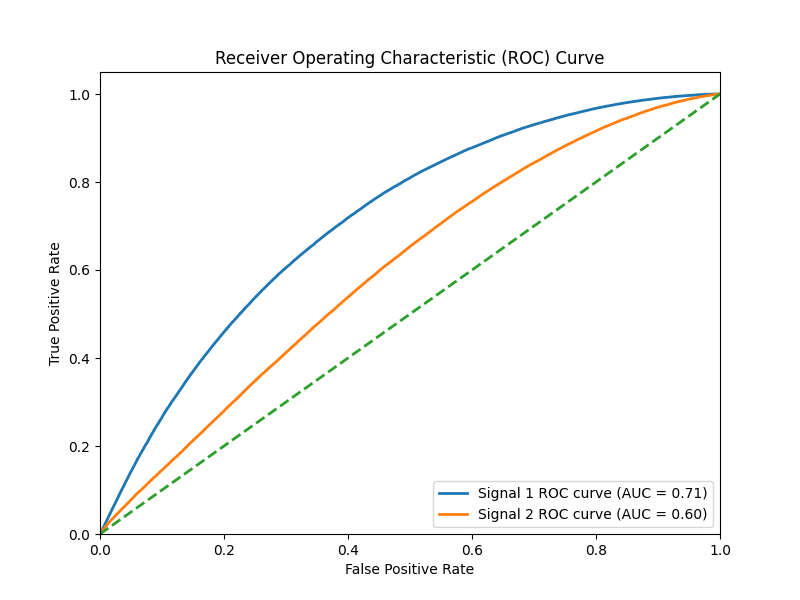 Receiver Operating Characteristic (ROC) Curve
True Positive Rate
1.0
0.8
0.6
0.4
0.2
0.0
Signal 1 ROC curve (AUC = 0.71)
Signal 2 ROC curve (AUC = 0.60)
0.0 0.2 0.4 0.6 0.8 1.0
False Positive Rate